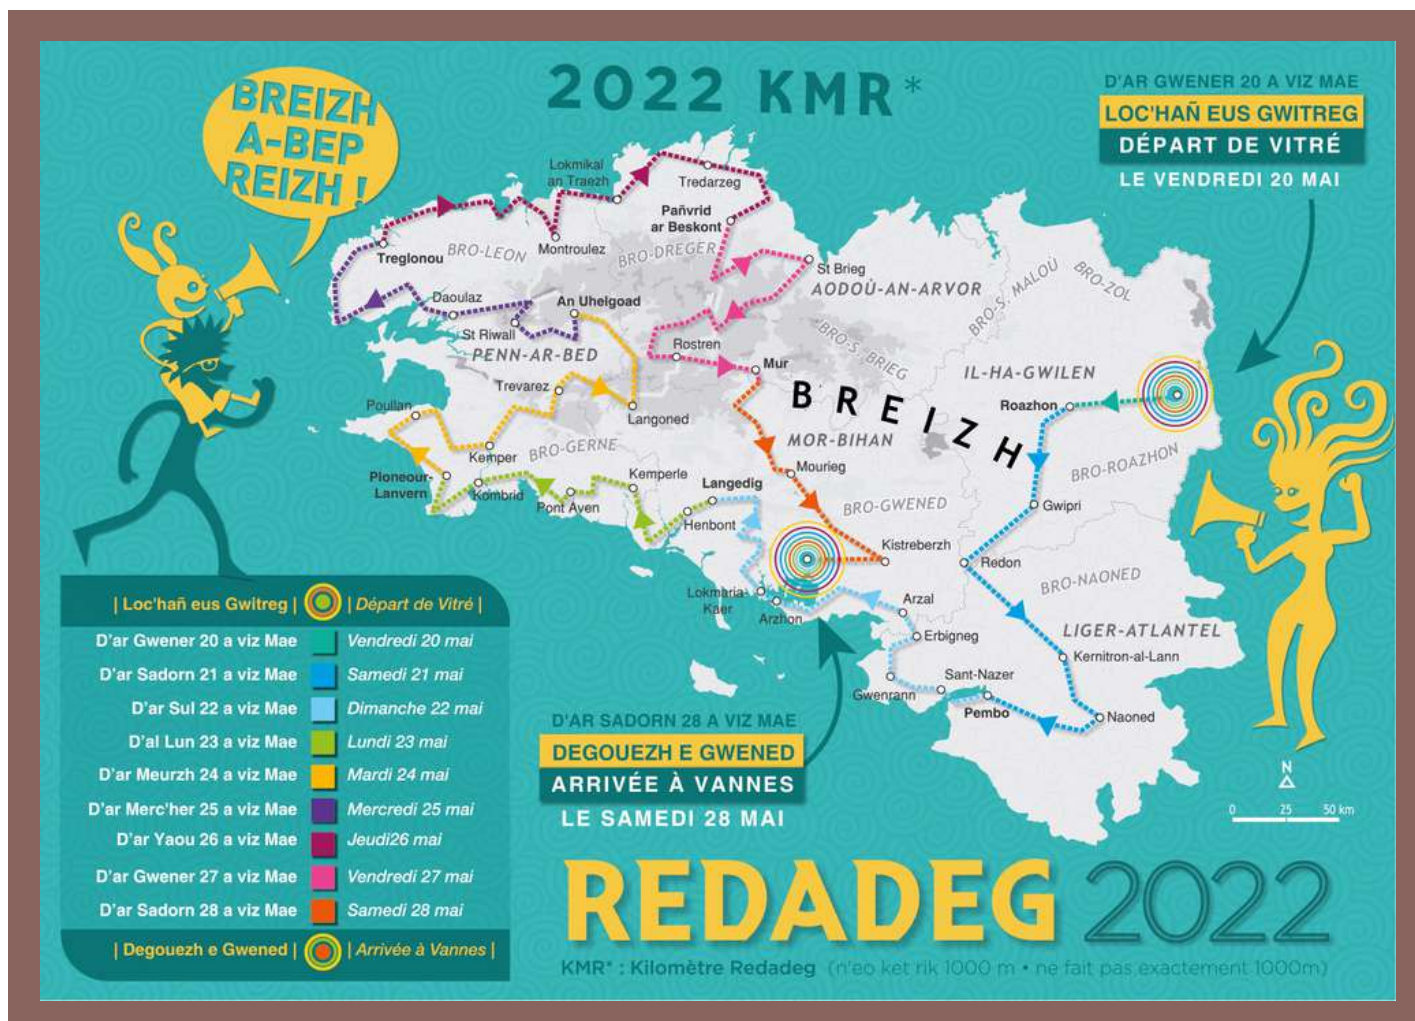 BREIZH
A-BEP
REIZH !
2022 KMR*
D'AR GWENER 20 A VIZ MAE
LOC'HAÑ EUS GWITREG
DÉPART DE VITRÉ
LE VENDREDI 20 MAI
Lokmikal
an Traezh
Tredarzeg
Pañvrid
ar Beskont
Treglonou
BRO-LEON
Montroulez
BRO-DREGER
St Brieg
AODOÙ-AN-ARVOR
BRO-S. MALOÙ
BRO-ZOL
Daoulaz
An Uhelgoad
St Riwall
PENN-AR-BED
Rostren
BRO-S. BRIEG
Mur
IL-HA-GWILEN
Trevarez
BREIZH
Roazhon
Poullan
Langoned
MOR-BIHAN
Kemper
BRO-GERNE
BRO-ROAZHON
Mourieg
Ploneour-
Lanvern
Kombrid
Kemperle
Langedig
Pont Aven
BRO-GWENED
Gwipri
Henbont
Kistreberzh
Redon
BRO-NAONED
Lokmaria-
Kaer
Arzhon
Arzal
Erbigneg
LIGER-ATLANTEL
Kernitron-al-Lann
Gwenrann
Sant-Nazer
Pembo
Naoned
| Loc'hañ eus Gwitreg | | Départ de Vitré |
D'ar Gwener 20 a viz Mae Vendredi 20 mai
D'ar Sadorn 21 a viz Mae Samedi 21 mai
D'ar Sul 22 a viz Mae Dimanche 22 mai
D'al Lun 23 a viz Mae Lundi 23 mai
D'ar Meurzh 24 a viz Mae Mardi 24 mai
D'ar Merc'her 25 a viz Mae Mercredi 25 mai
D'ar Yaou 26 a viz Mae Jeudi26 mai
D'ar Gwener 27 a viz Mae Vendredi 27 mai
D'ar Sadorn 28 a viz Mae Samedi 28 mai
| Degouezh e Gwened | | Arrivée à Vannes |
D'AR SADORN 28 A VIZ MAE
DEGOUEZH E GWENED
ARRIVÉE À VANNES
LE SAMEDI 28 MAI
N
0 25 50 km
REDADEG 2022
KMR* : Kilomètre Redadeg (n'eo ket rik 1000 m • ne fait pas exactement 1000m)